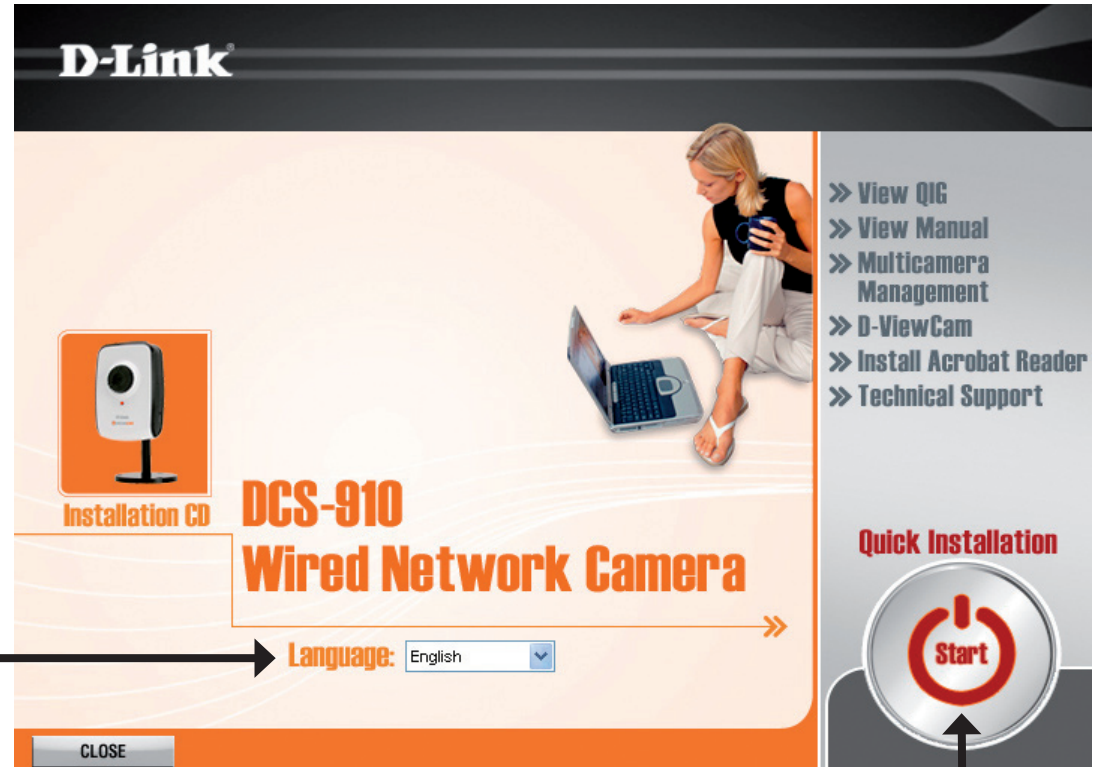 D-Link®
» View QIG
» View Manual
» Multicamera
Management
» D-ViewCam
» Install Acrobat Reader
» Technical Support
Installation CD
DCS-910
Wired Network Camera
»
Language: English
Quick Installation
Start
CLOSE